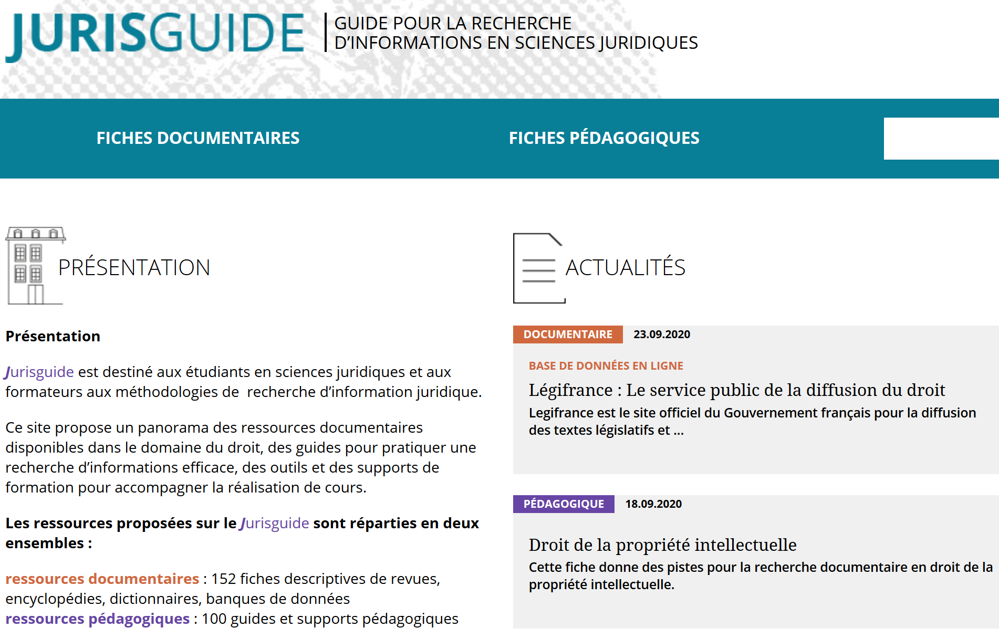 JURISGUIDE
GUIDE POUR LA RECHERCHE
D’INFORMATIONS EN SCIENCES JURIDIQUES
FICHES DOCUMENTAIRES
FICHES PÉDAGOGIQUES
PRÉSENTATION
Présentation
Jurisguide est destiné aux étudiants en sciences juridiques et aux
formateurs aux méthodologies de  recherche d’information juridique.
Ce site propose un panorama des ressources documentaires
disponibles dans le domaine du droit, des guides pour pratiquer une
recherche d’informations efficace, des outils et des supports de
formation pour accompagner la réalisation de cours.
Les ressources proposées sur le Jurisguide sont réparties en deux
ensembles :
ressources documentaires : 152 fiches descriptives de revues,
encyclopédies, dictionnaires, banques de données
ressources pédagogiques : 100 guides et supports pédagogiques
ACTUALITÉS
DOCUMENTAIRE 23.09.2020
BASE DE DONNÉES EN LIGNE
Légifrance : Le service public de la diffusion du droit
Legifrance est le site officiel du Gouvernement français pour la diffusion
des textes législatifs et ...
PÉDAGOGIQUE 18.09.2020
Droit de la propriété intellectuelle
Cette fiche donne des pistes pour la recherche documentaire en droit de la
propriété intellectuelle.